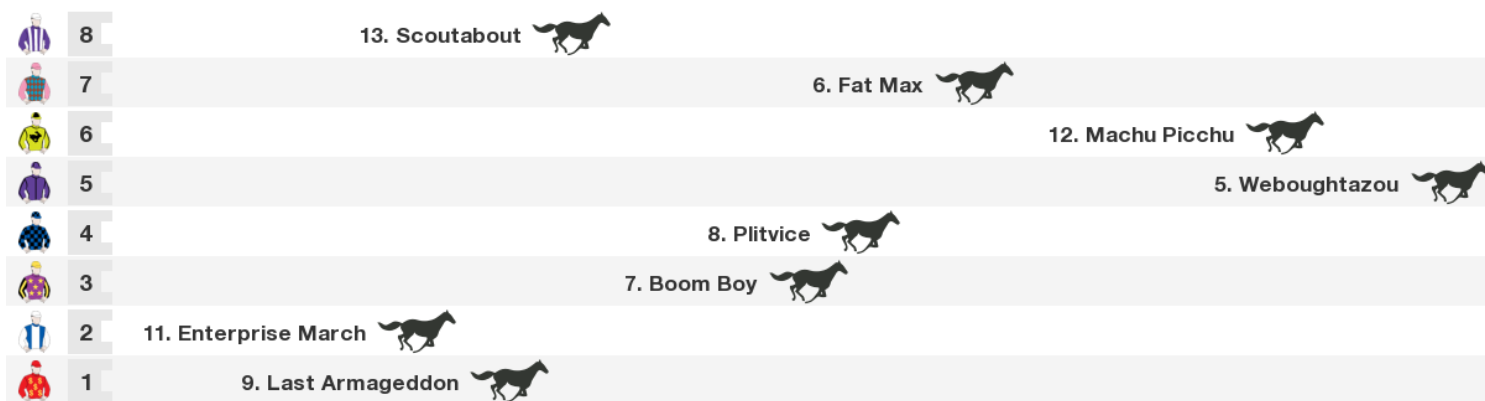 8 13. Scoutabout
7 6. Fat Max
6 12. Machu Picchu
5 5. Weboughtazou
4 8. Plitvice
3 7. Boom Boy
2 11. Enterprise March
1 9. Last Armageddon